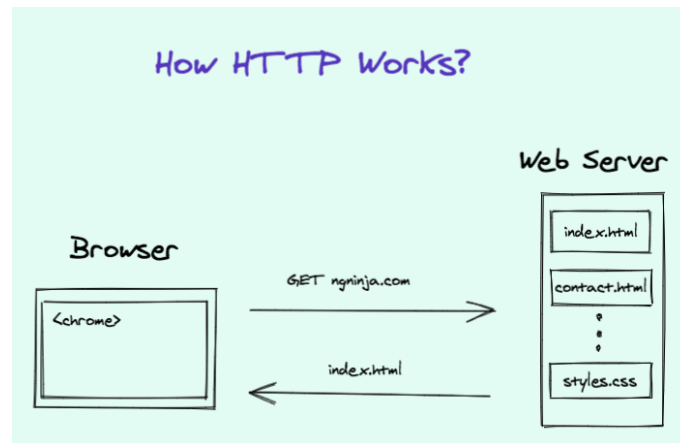 How HTTP Works?
Web Server
index.html
Browser
contact.html
GET ngninja.com
<chrome>
index.html
styles.css